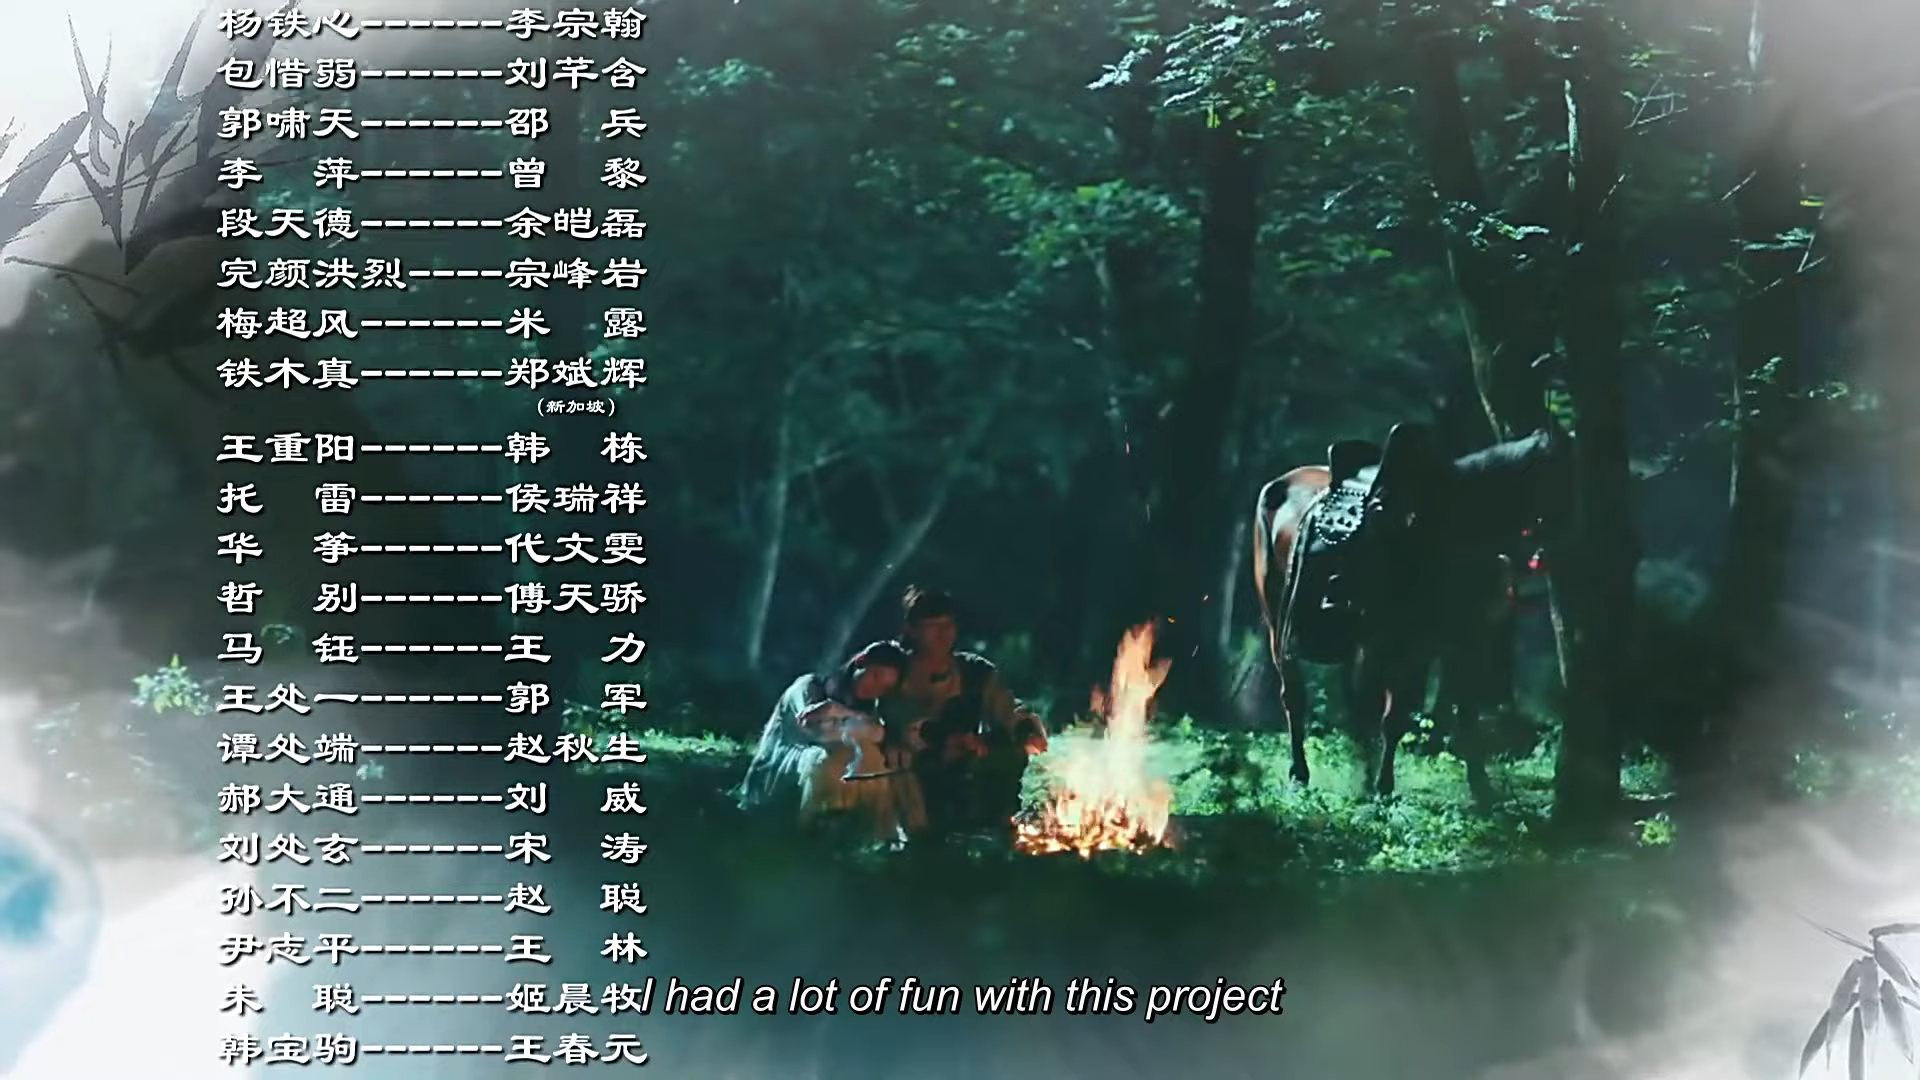 杨铁心------李宗翰
包惜弱------刘芊含
郭啸天------邵 兵
李 萍------曾 黎
段天德------余皑磊
完颜洪烈----宗峰岩
梅超风------米 露
铁木真------郑斌辉
(新加坡)
王重阳------韩 栋
托 雷------侯瑞祥
华 筝------代文雯
哲 别------傅天骄
马 钰------王 力
王处一------郭 军
谭处端------赵秋生
郝大通------刘 威
刘处玄------宋 涛
孙不二------赵 聪
尹志平------王 林
朱 聪------姬晨牧
I had a lot of fun with this project
韩宝驹------王春元